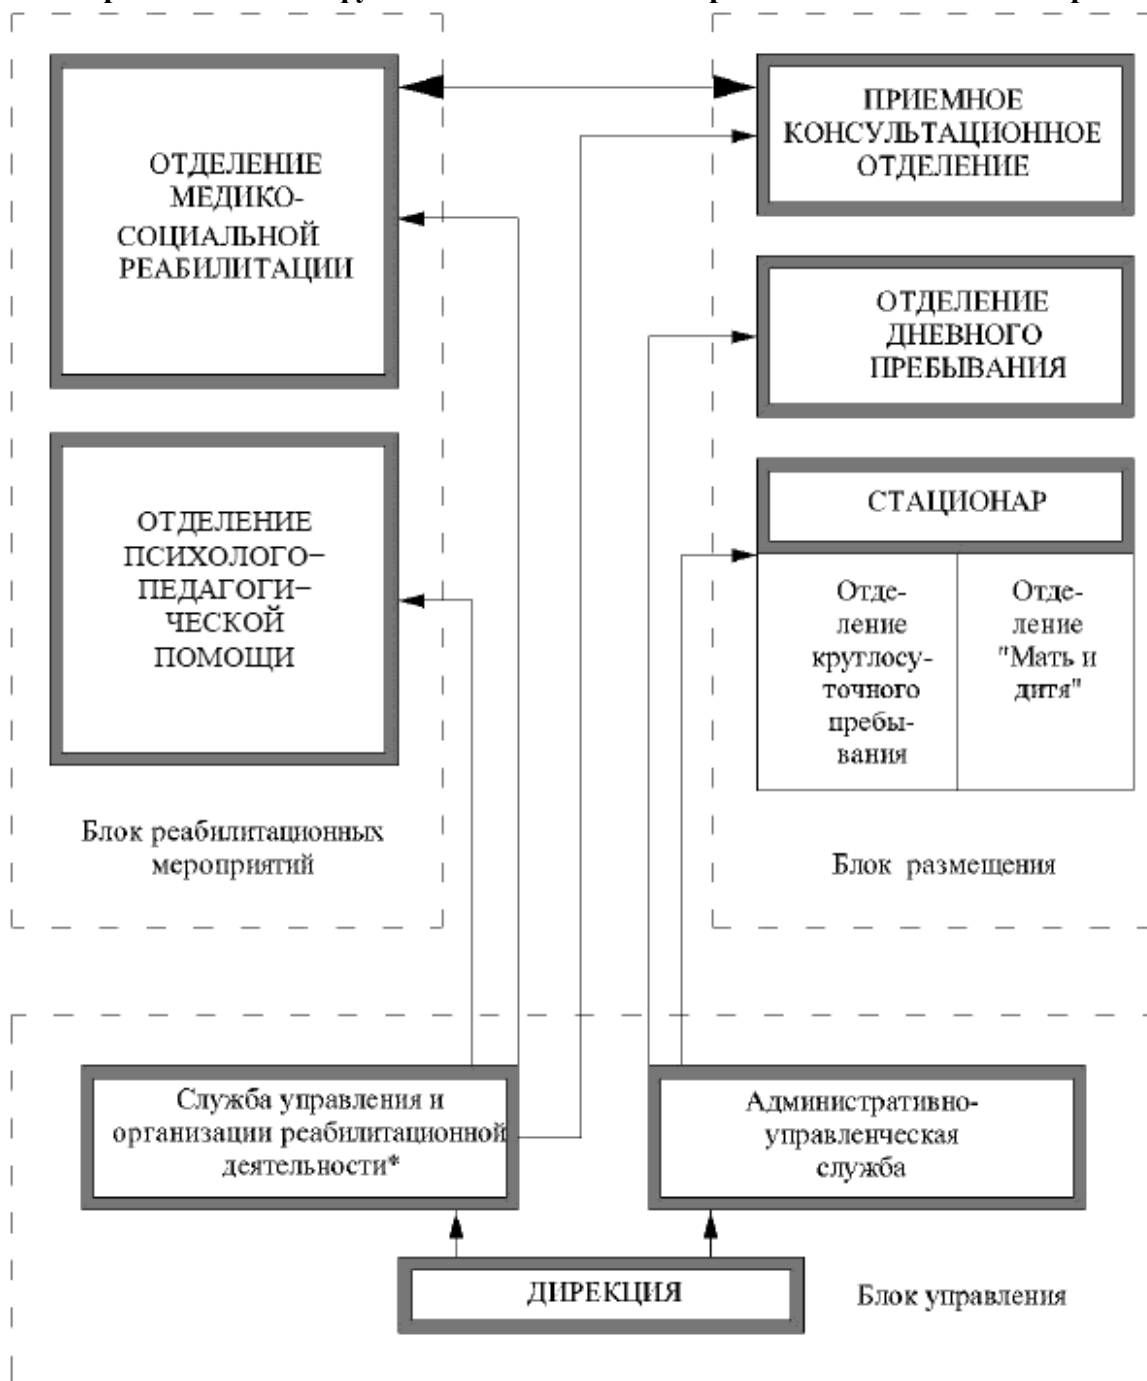 ОТДЕЛЕНИЕ
МЕДИКО-
СОЦИАЛЬНОЙ
РЕАБИЛИТАЦИИ
ОТДЕЛЕНИЕ
ПСИХОЛОГО–
ПЕДАГОГИ–
ЧЕСКОЙ
ПОМОЩИ
Блок реабилитационных
мероприятий
ПРИЕМНОЕ
КОНСУЛЬТАЦИОННОЕ
ОТДЕЛЕНИЕ
ОТДЕЛЕНИЕ
ДНЕВНОГО
ПРЕБЫВАНИЯ
СТАЦИОНАР
Отде-
ление
круглосу-
точного
пребы-
вания
Отде-
ление
"Мать и
дитя"
Блок размещения
Служба управления и
организации реабилитационной
деятельности*
Административно-
управленческая
служба
ДИРЕКЦИЯ
Блок управления